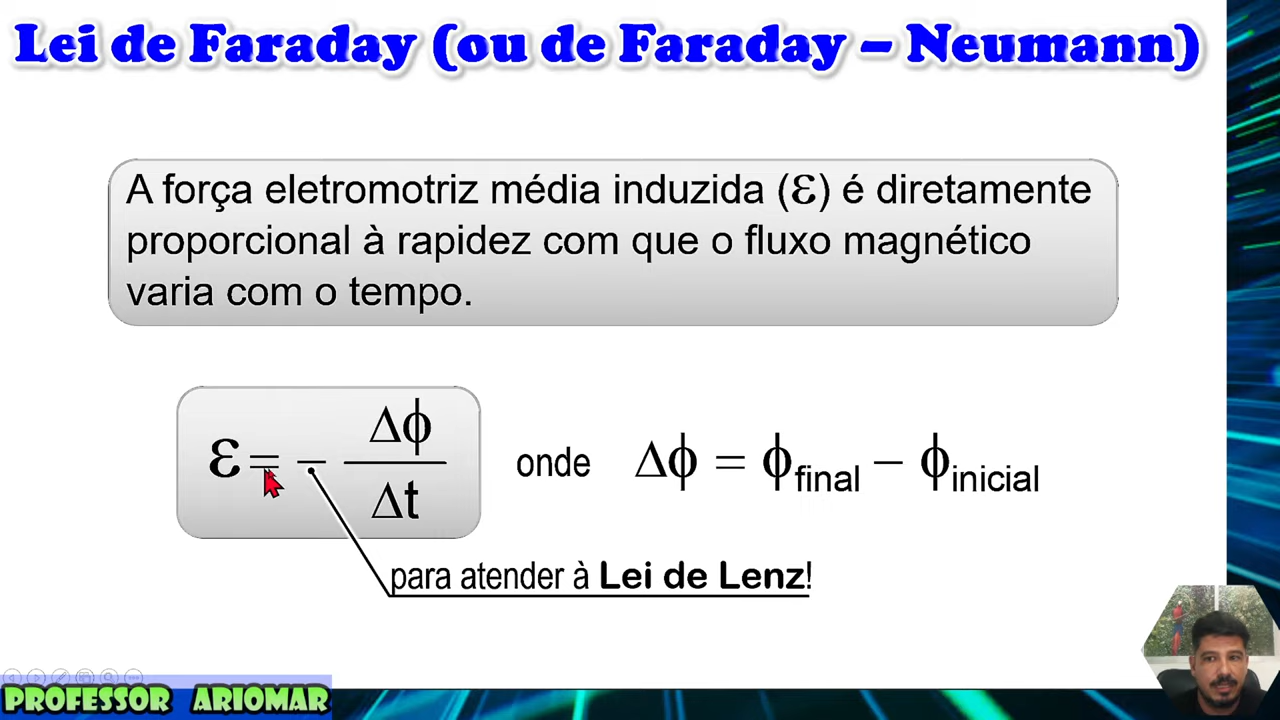 Lei de Faraday (ou de Faraday – Neumann)
A força eletromotriz média induzida (ε) é diretamente
proporcional à rapidez com que o fluxo magnético
varia com o tempo.
ε = – Δϕ / Δt onde Δϕ = ϕfinal – ϕinicial
para atender à Lei de Lenz!
PROFESSOR ARIOMAR